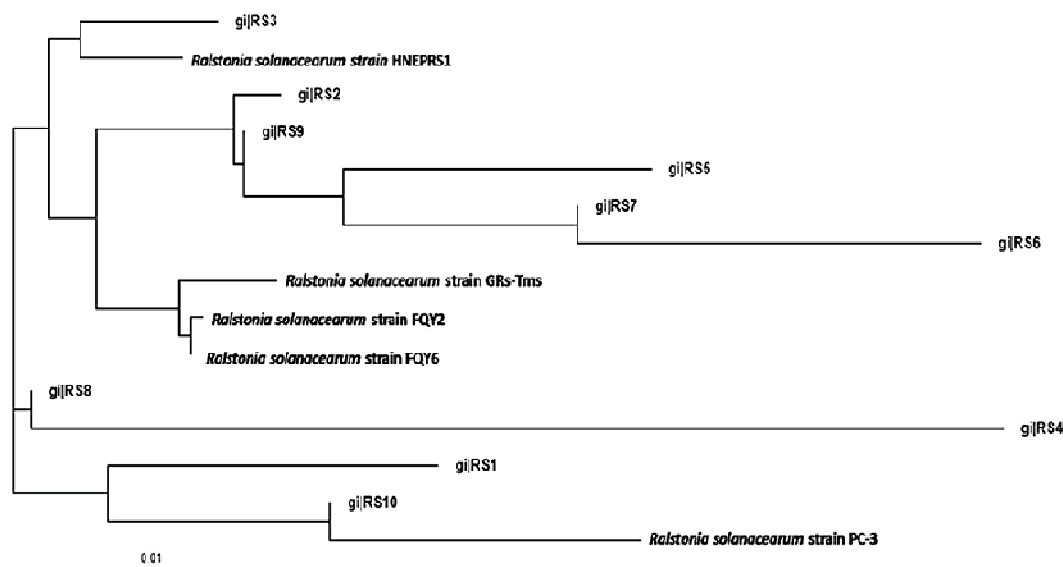 gi|RS3
Ralstonia solanacearum strain HNEPRS1
gi|RS2
gi|RS9
gi|RS5
gi|RS7
gi|RS6
Ralstonia solanacearum strain GRs-Tms
Ralstonia solanacearum strain FQY2
Ralstonia solanacearum strain FQY6
gi|RS8
gi|RS4
gi|RS1
gi|RS10
Ralstonia solanacearum strain PC-3
0.01